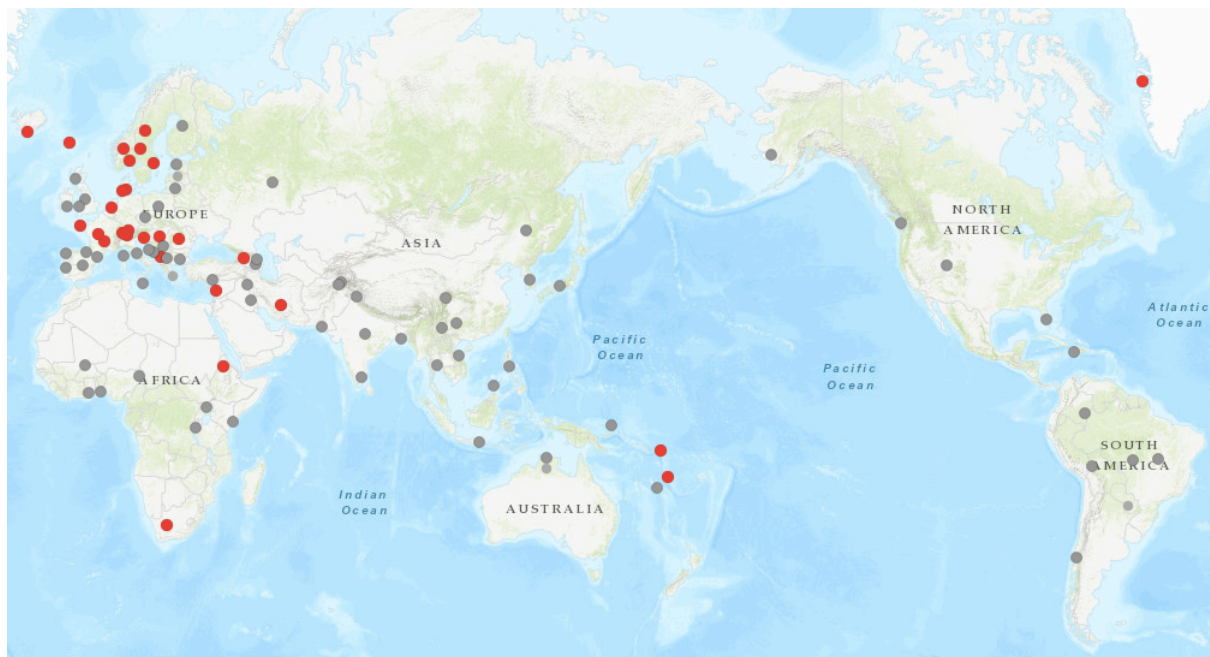 NORTH
AMERICA
EUROPE
ASIA
Atlantic
Ocean
Pacific
Ocean
Pacific
Ocean
AFRICA
SOUTH
AMERICA
Indian
Ocean
AUSTRALIA